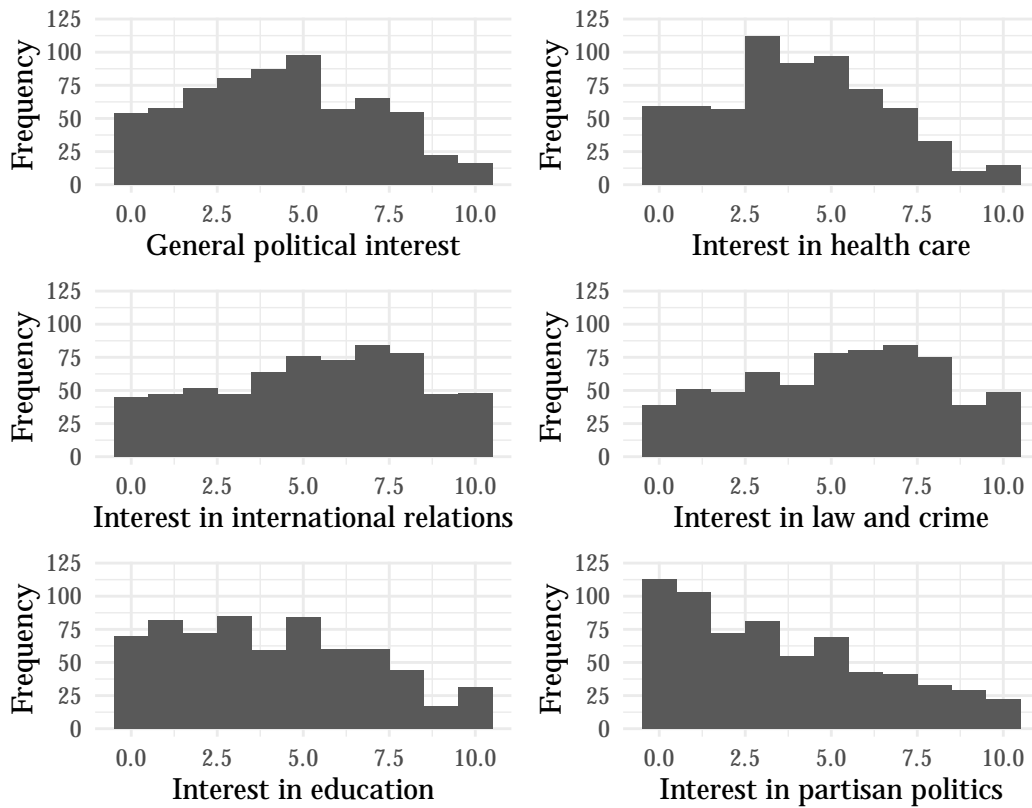 125
100
75
50
25
0
Frequency
0.0 2.5 5.0 7.5 10.0
General political interest
125
100
75
50
25
0
Frequency
0.0 2.5 5.0 7.5 10.0
Interest in health care
125
100
75
50
25
0
Frequency
0.0 2.5 5.0 7.5 10.0
Interest in international relations
125
100
75
50
25
0
Frequency
0.0 2.5 5.0 7.5 10.0
Interest in law and crime
125
100
75
50
25
0
Frequency
0.0 2.5 5.0 7.5 10.0
Interest in education
125
100
75
50
25
0
Frequency
0.0 2.5 5.0 7.5 10.0
Interest in partisan politics